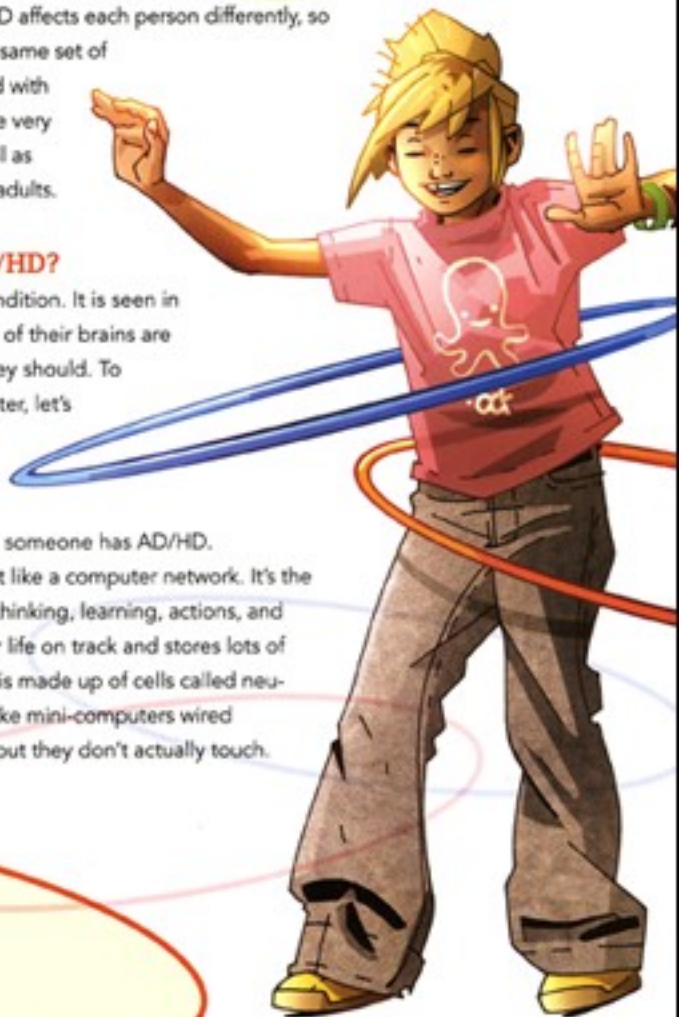 D affects each person differently, so
same set of
d with
e very
ll as
adults.
/HD?
ndition. It is seen in
of their brains are
ey should. To
ter, let's
someone has AD/HD.
t like a computer network. It's the
thinking, learning, actions, and
r life on track and stores lots of
is made up of cells called neu-
ke mini-computers wired
out they don't actually touch.